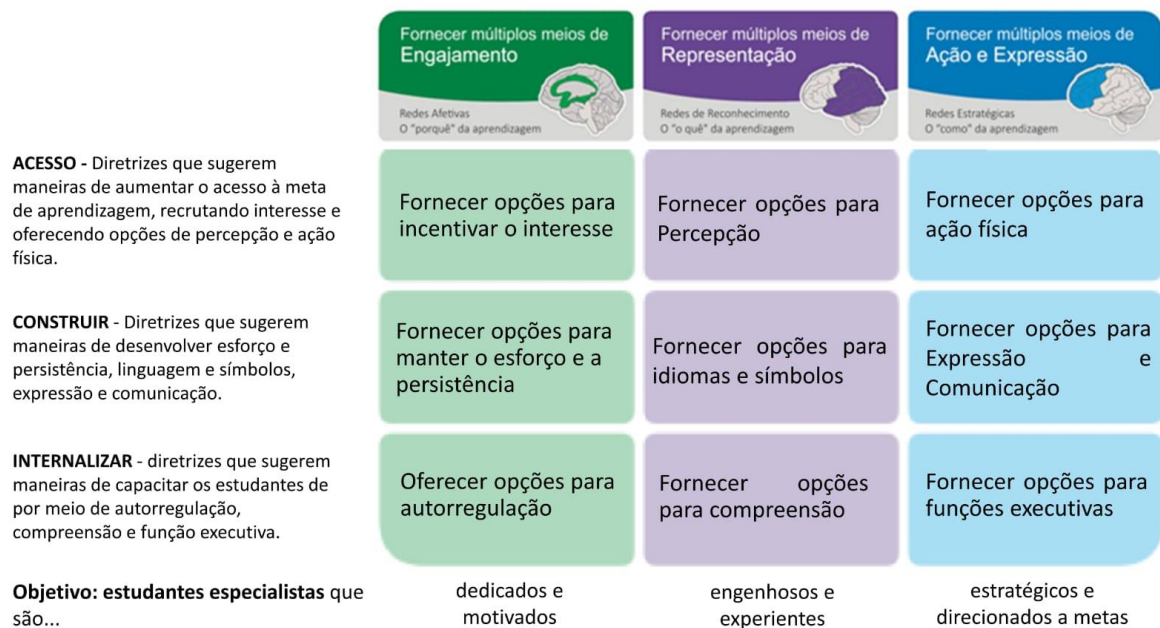 Fornecer múltiplos meios de
Engajamento
Redes Afetivas
O "porquê" da aprendizagem
Fornecer múltiplos meios de
Representação
Redes de Reconhecimento
O "o quê" da aprendizagem
Fornecer múltiplos meios de
Ação e Expressão
Redes Estratégicas
O "como" da aprendizagem
ACESSO - Diretrizes que sugerem
maneiras de aumentar o acesso à meta
de aprendizagem, recrutando interesse e
oferecendo opções de percepção e ação
física.
Fornecer opções para
incentivar o interesse
Fornecer opções para
Percepção
Fornecer opções para
ação física
CONSTRUIR - Diretrizes que sugerem
maneiras de desenvolver esforço e
persistência, linguagem e símbolos,
expressão e comunicação.
Fornecer opções para
manter o esforço e a
persistência
Fornecer opções para
idiomas e símbolos
Fornecer opções para
Expressão e
Comunicação
INTERNALIZAR - diretrizes que sugerem
maneiras de capacitar os estudantes de
por meio de autorregulação,
compreensão e função executiva.
Oferecer opções para
autorregulação
Fornecer opções
para compreensão
Fornecer opções para
funções executivas
Objetivo: estudantes especialistas que
são...
dedicados e
motivados
engenhosos e
experientes
estratégicos e
direcionados a metas